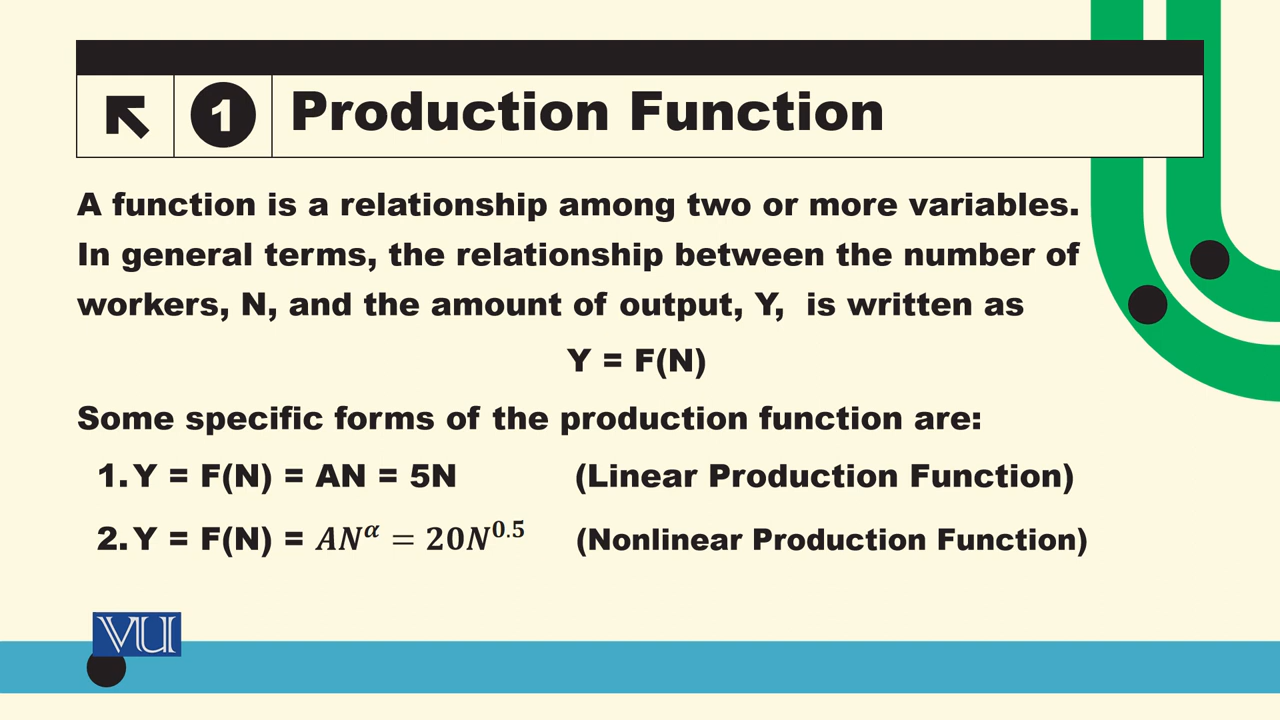 1 Production Function
A function is a relationship among two or more variables.
In general terms, the relationship between the number of
workers, N, and the amount of output, Y,  is written as
Y = F(N)
Some specific forms of the production function are:
1. Y = F(N) = AN = 5N (Linear Production Function)
2. Y = F(N) = AN^α = 20N^0.5 (Nonlinear Production Function)
VU